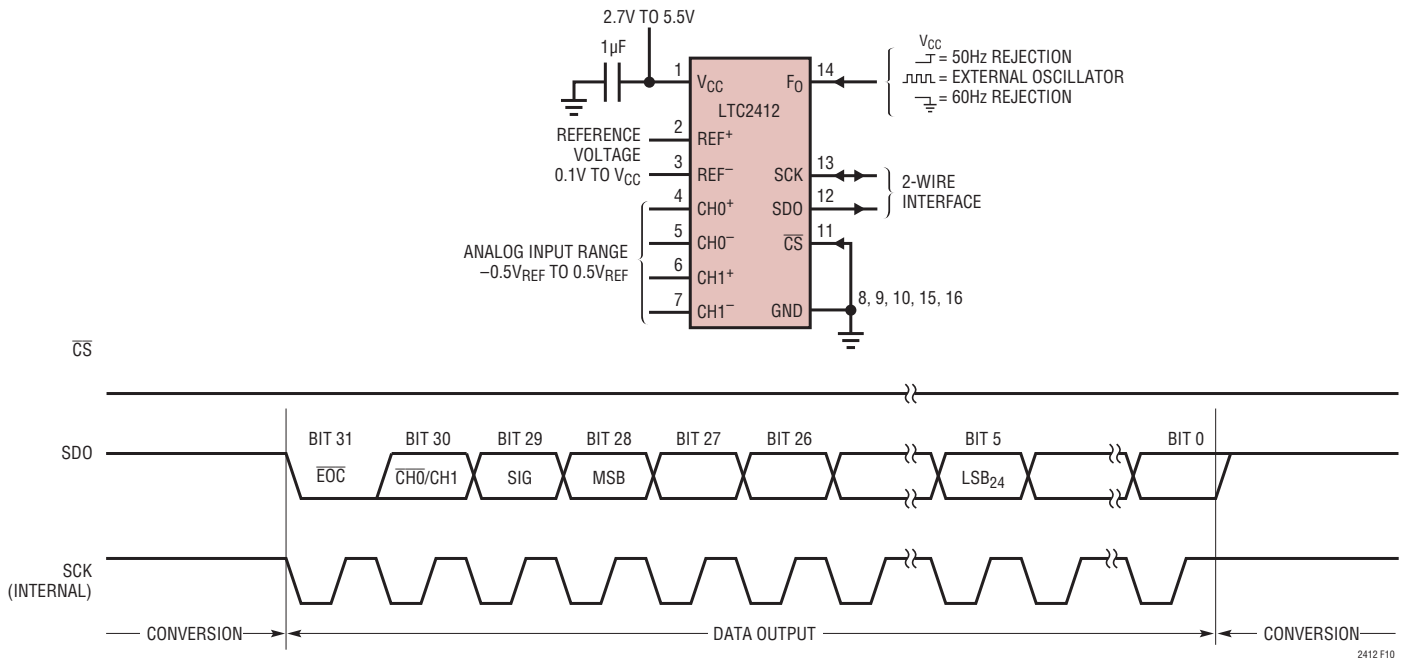 2.7V TO 5.5V
1µF
1
VCC
LTC2412
FO
14
VCC
= 50Hz REJECTION
= EXTERNAL OSCILLATOR
= 60Hz REJECTION
REFERENCE
VOLTAGE
0.1V TO VCC
2
REF+
3
REF−
SCK
13
SDO
12
2-WIRE
INTERFACE
ANALOG INPUT RANGE
−0.5VREF TO 0.5VREF
4
CH0+
5
CH0−
6
CH1+
7
CH1−
CS
11
GND
8, 9, 10, 15, 16
CS
SDO
BIT 31
BIT 30
BIT 29
BIT 28
BIT 27
BIT 26
BIT 5
BIT 0
EOC
CH0/CH1
SIG
MSB
LSB24
SCK
(INTERNAL)
CONVERSION
DATA OUTPUT
CONVERSION
2412 F10